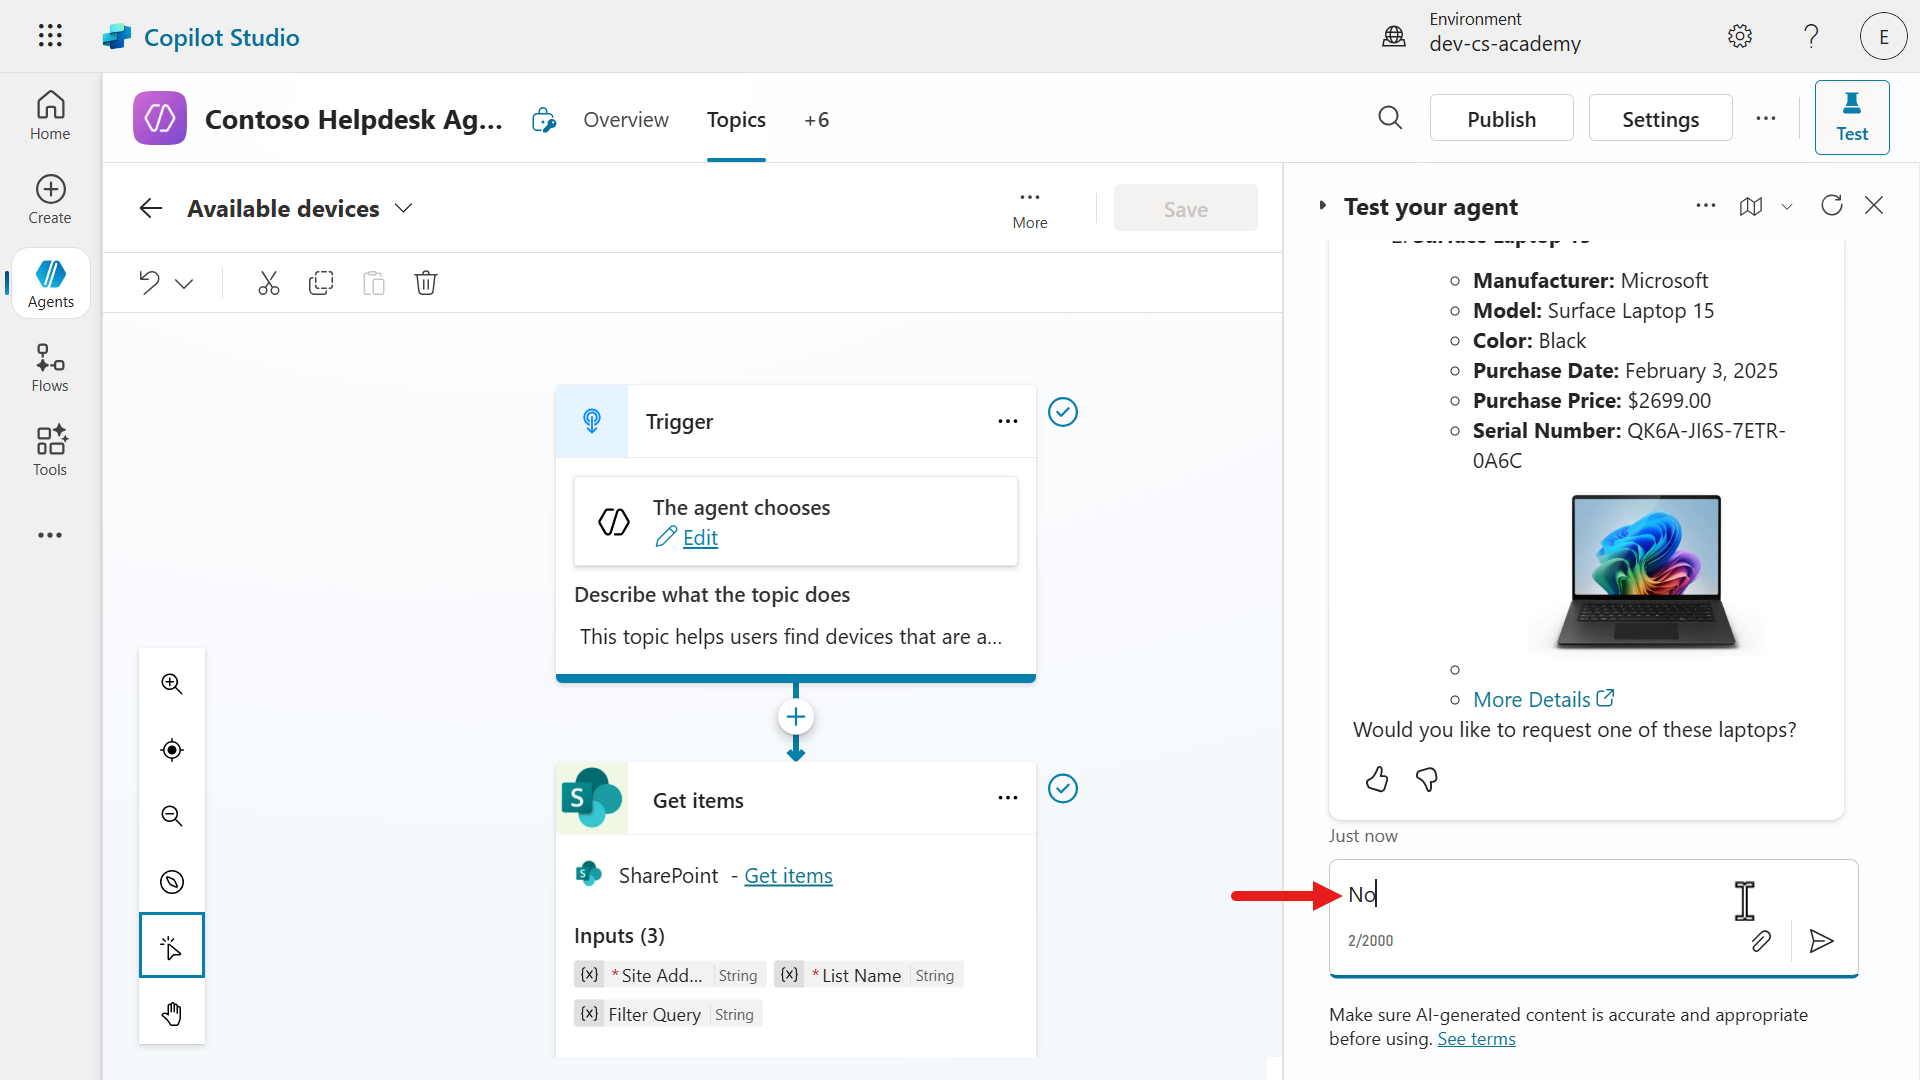 Copilot Studio
Environment
dev-cs-academy
E
Home
Create
Agents
Flows
Tools
Contoso Helpdesk Ag...
Overview
Topics
+6
Publish
Settings
Test
Available devices
More
Save
Trigger
The agent chooses
Edit
Describe what the topic does
This topic helps users find devices that are a...
Get items
SharePoint - Get items
Inputs (3)
{x} *Site Add... String {x} *List Name String
{x} Filter Query String
Test your agent
2. Surface Laptop 15
Manufacturer: Microsoft
Model: Surface Laptop 15
Color: Black
Purchase Date: February 3, 2025
Purchase Price: $2699.00
Serial Number: QK6A-JI6S-7ETR-
0A6C
More Details
Would you like to request one of these laptops?
Just now
No
2/2000
Make sure AI-generated content is accurate and appropriate
before using. See terms